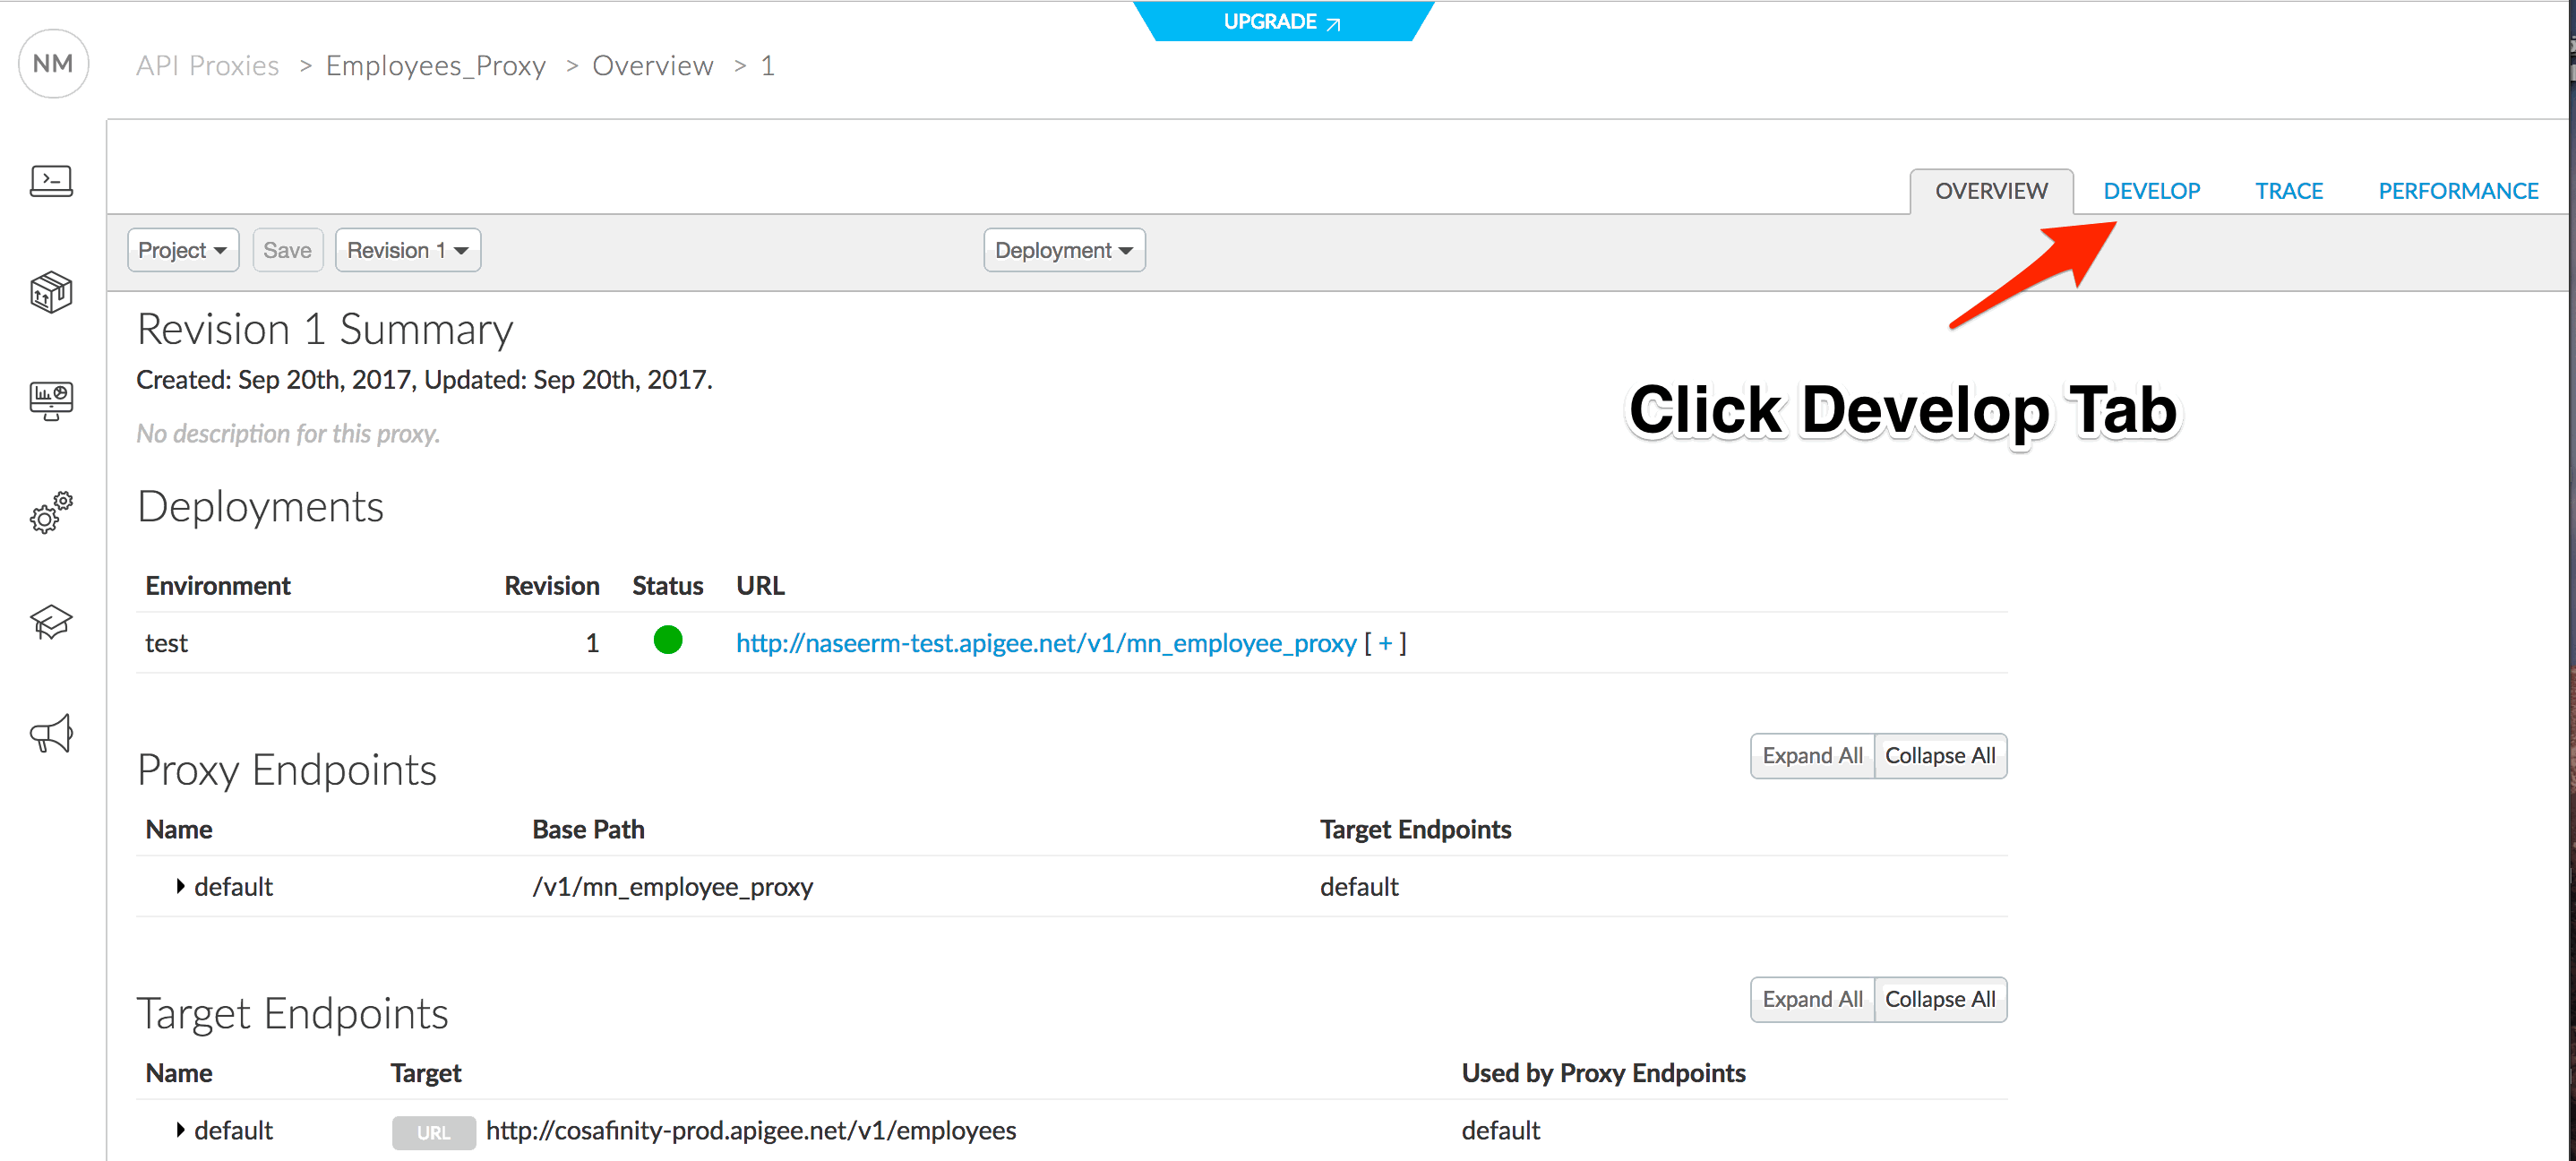 UPGRADE
NM
API Proxies > Employees_Proxy > Overview > 1
OVERVIEW DEVELOP TRACE PERFORMANCE
Project Save Revision 1 Deployment
Revision 1 Summary
Created: Sep 20th, 2017, Updated: Sep 20th, 2017.
Click Develop Tab
No description for this proxy.
Deployments
Environment Revision Status URL
test 1 http://naseerm-test.apigee.net/v1/mn_employee_proxy [ + ]
Proxy Endpoints Expand All Collapse All
Name Base Path Target Endpoints
default /v1/mn_employee_proxy default
Target Endpoints Expand All Collapse All
Name Target Used by Proxy Endpoints
default URL http://cosafinity-prod.apigee.net/v1/employees default